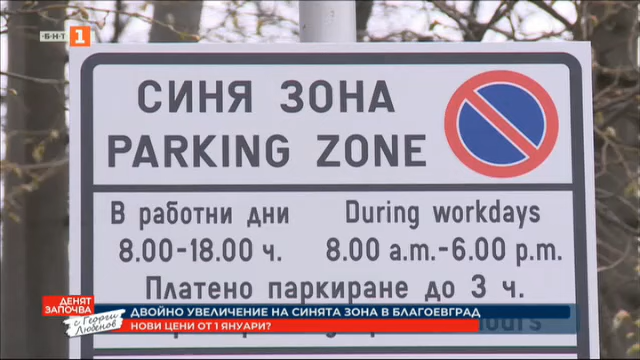 БНТ 1
СИНЯ ЗОНА
PARKING ZONE
В работни дни During workdays
8.00-18.00 ч. 8.00 a.m.-6.00 p.m.
Платено паркиране до 3 ч.
ДЕНЯТ ЗАПОЧВА
с Георги Любенов
ДВОЙНО УВЕЛИЧЕНИЕ НА СИНЯТА ЗОНА В БЛАГОЕВГРАД
НОВИ ЦЕНИ ОТ 1 ЯНУАРИ?